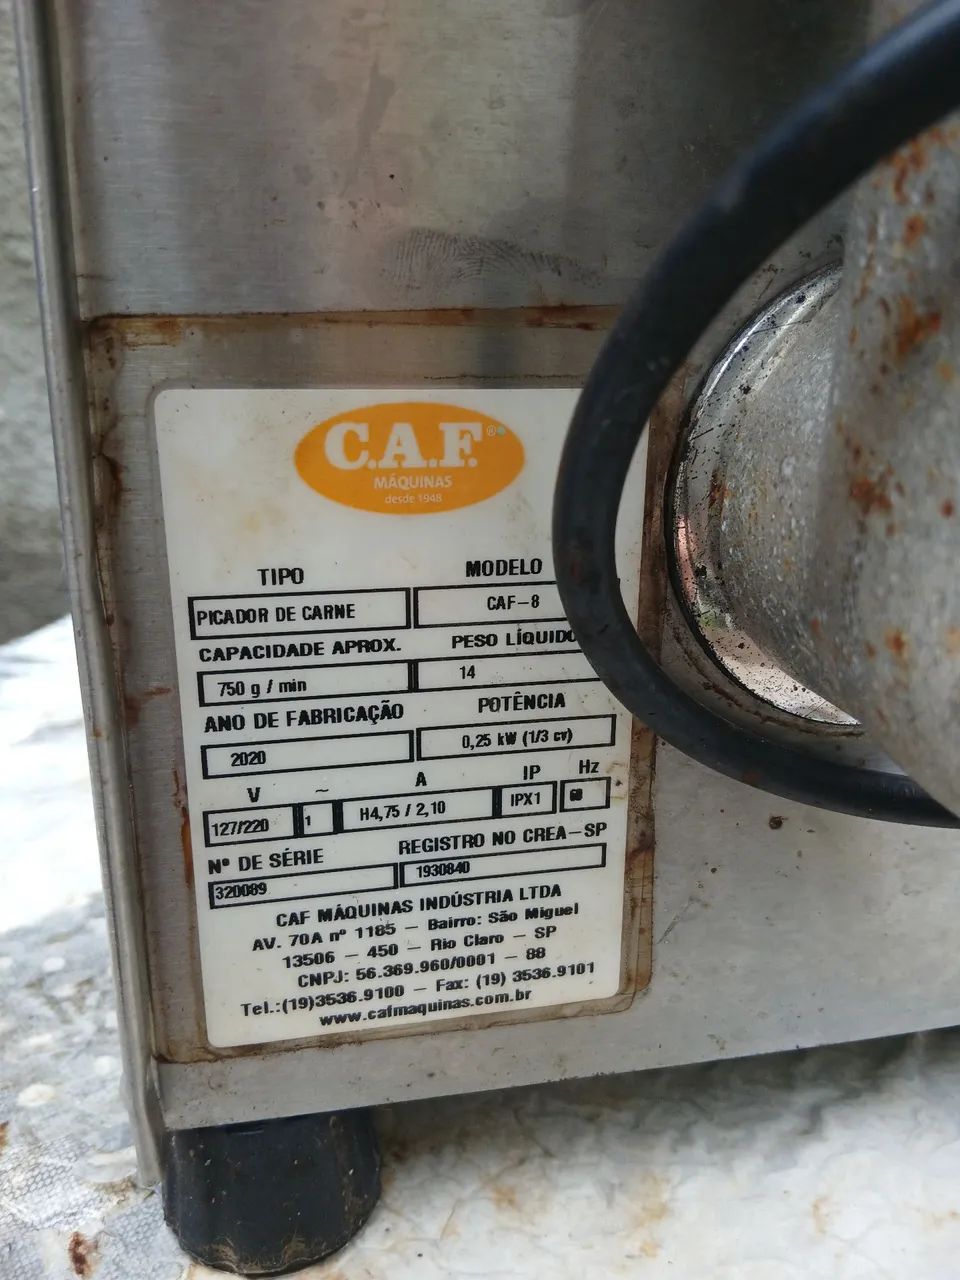 C.A.F.®
MÁQUINAS
desde 1948
TIPO MODELO
PICADOR DE CARNE CAF-8
CAPACIDADE APROX. PESO LÍQUIDO
750 g / min 14
ANO DE FABRICAÇÃO POTÊNCIA
2020 0,25 kW (1/3 cv)
V ~ A IP Hz
127/220 1 H4,75 / 2,10 IPX1 60
Nº DE SÉRIE REGISTRO NO CREA-SP
320089 1930840
CAF MÁQUINAS INDÚSTRIA LTDA
AV. 70A nº 1185 - Bairro: São Miguel
13506 - 450 - Rio Claro - SP
CNPJ: 56.369.960/0001 - 88
Tel.:(19)3536.9100 - Fax: (19) 3536.9101
www.cafmaquinas.com.br